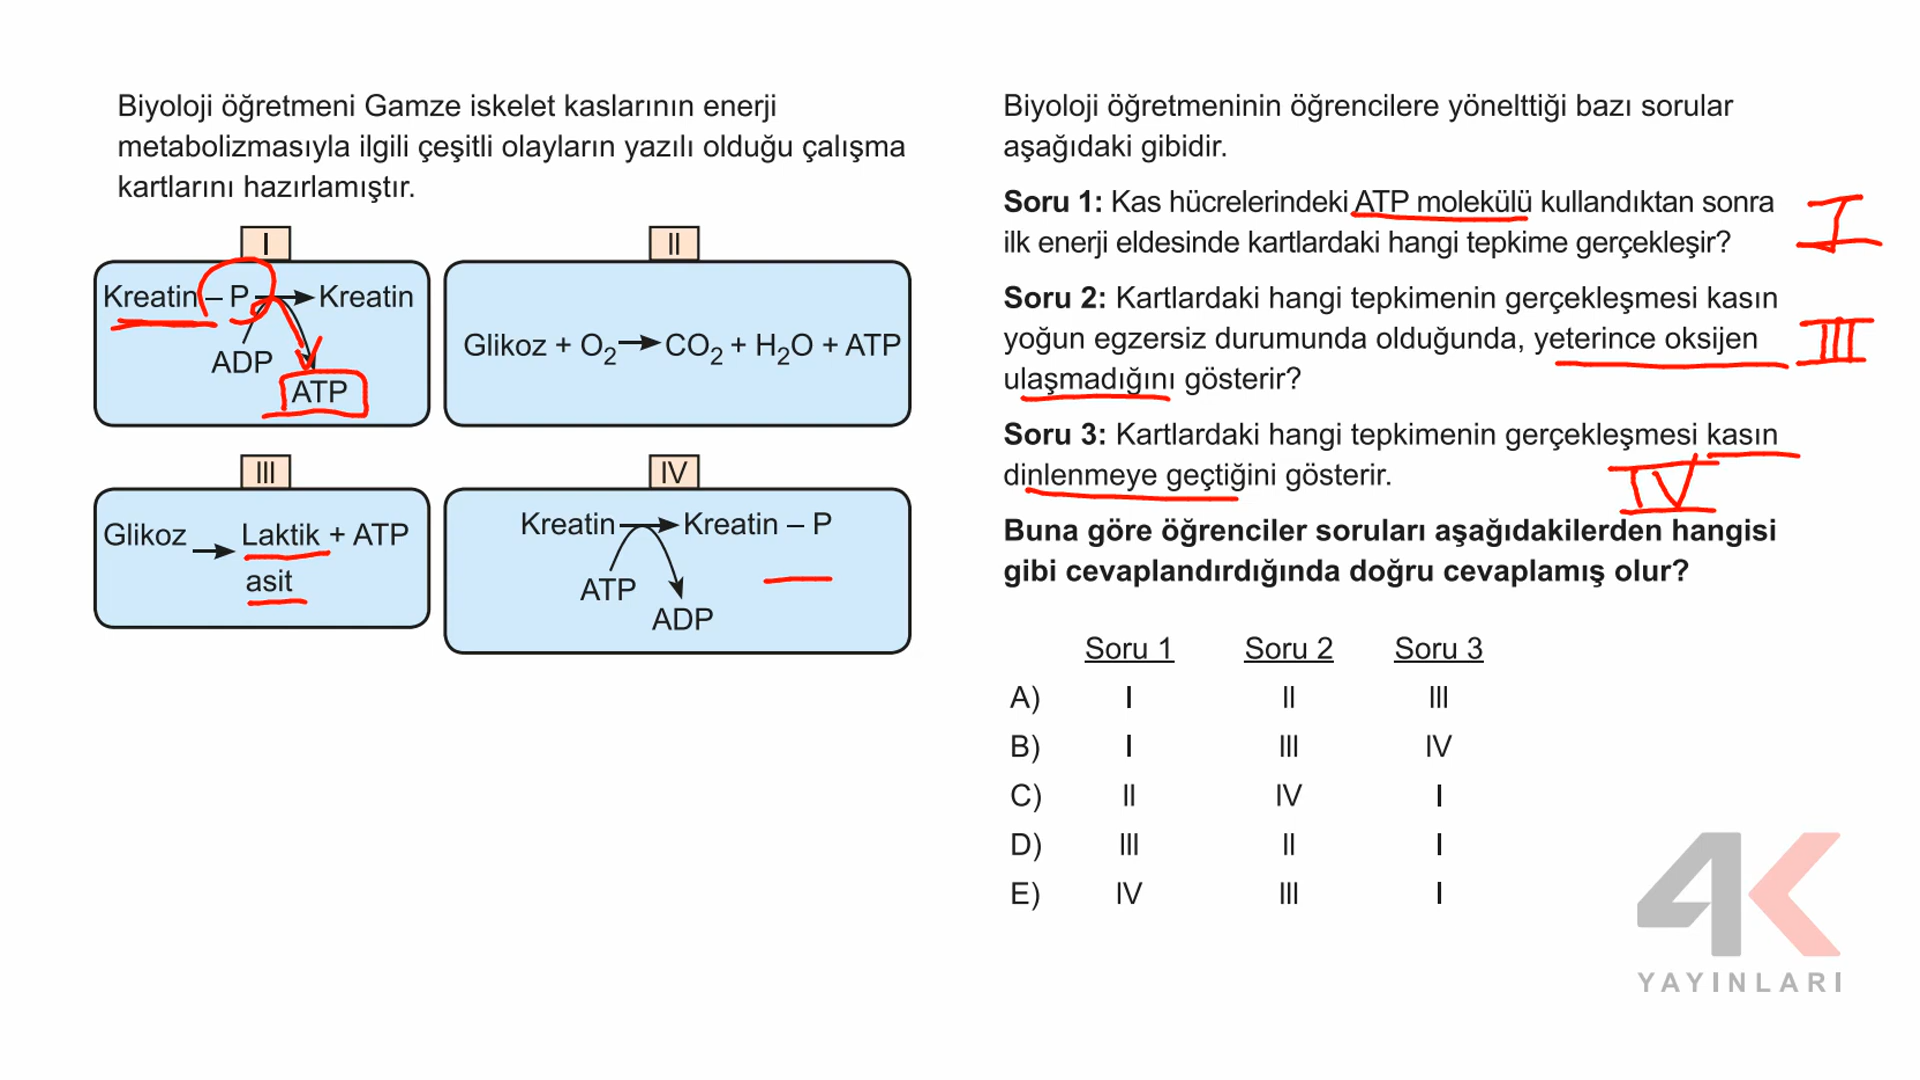 Biyoloji öğretmeni Gamze iskelet kaslarının enerji
metabolizmasıyla ilgili çeşitli olayların yazılı olduğu çalışma
kartlarını hazırlamıştır.
I
Kreatin – P → Kreatin
ADP
ATP
II
Glikoz + O₂ → CO₂ + H₂O + ATP
III
Glikoz → Laktik + ATP
asit
IV
Kreatin → Kreatin – P
ATP
ADP
Biyoloji öğretmeninin öğrencilere yönelttiği bazı sorular
aşağıdaki gibidir.
Soru 1: Kas hücrelerindeki ATP molekülü kullandıktan sonra
ilk enerji eldesinde kartlardaki hangi tepkime gerçekleşir?
I
Soru 2: Kartlardaki hangi tepkimenin gerçekleşmesi kasın
yoğun egzersiz durumunda olduğunda, yeterince oksijen
ulaşmadığını gösterir?
III
Soru 3: Kartlardaki hangi tepkimenin gerçekleşmesi kasın
dinlenmeye geçtiğini gösterir.
IV
Buna göre öğrenciler soruları aşağıdakilerden hangisi
gibi cevaplandırdığında doğru cevaplamış olur?
Soru 1 Soru 2 Soru 3
A) I II III
B) I III IV
C) II IV I
D) III II I
E) IV III I
4K
YAYINLARI